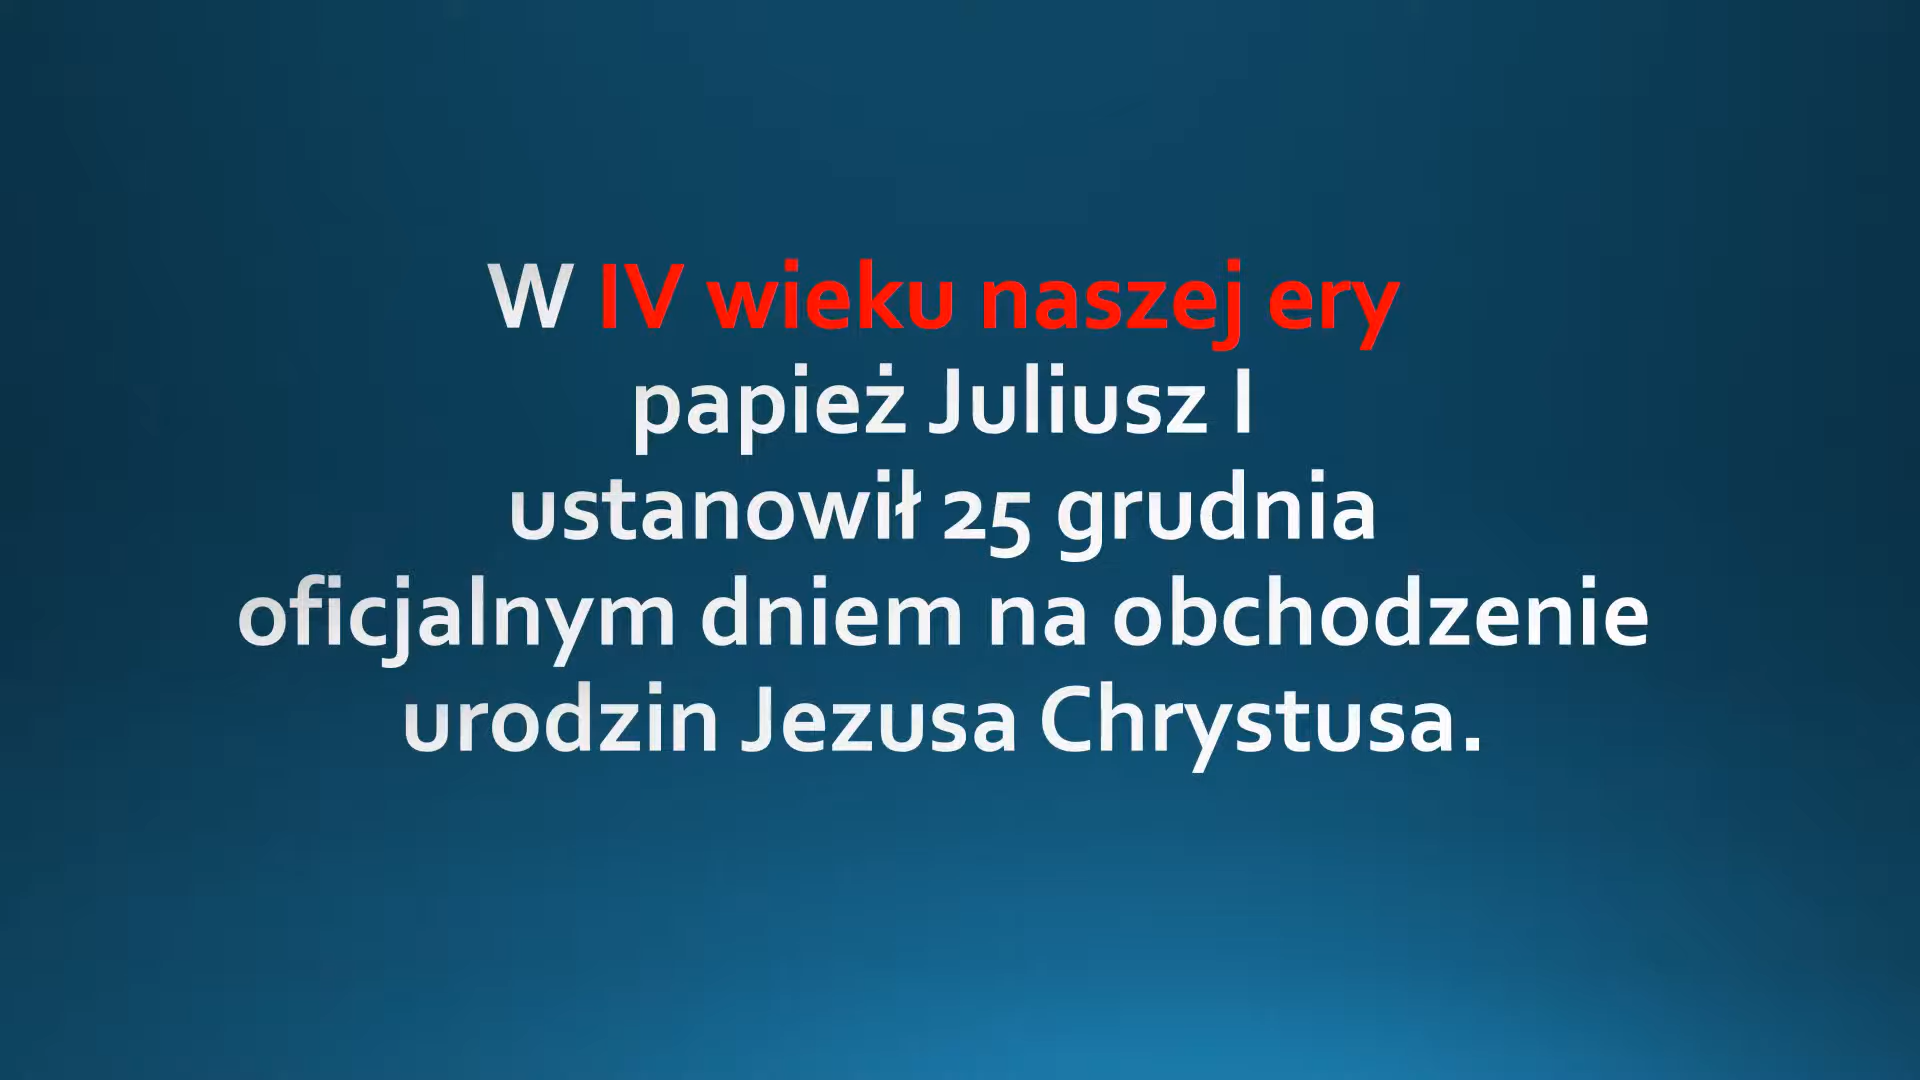 W IV wieku naszej ery
papież Juliusz I
ustanowił 25 grudnia
oficjalnym dniem na obchodzenie
urodzin Jezusa Chrystusa.